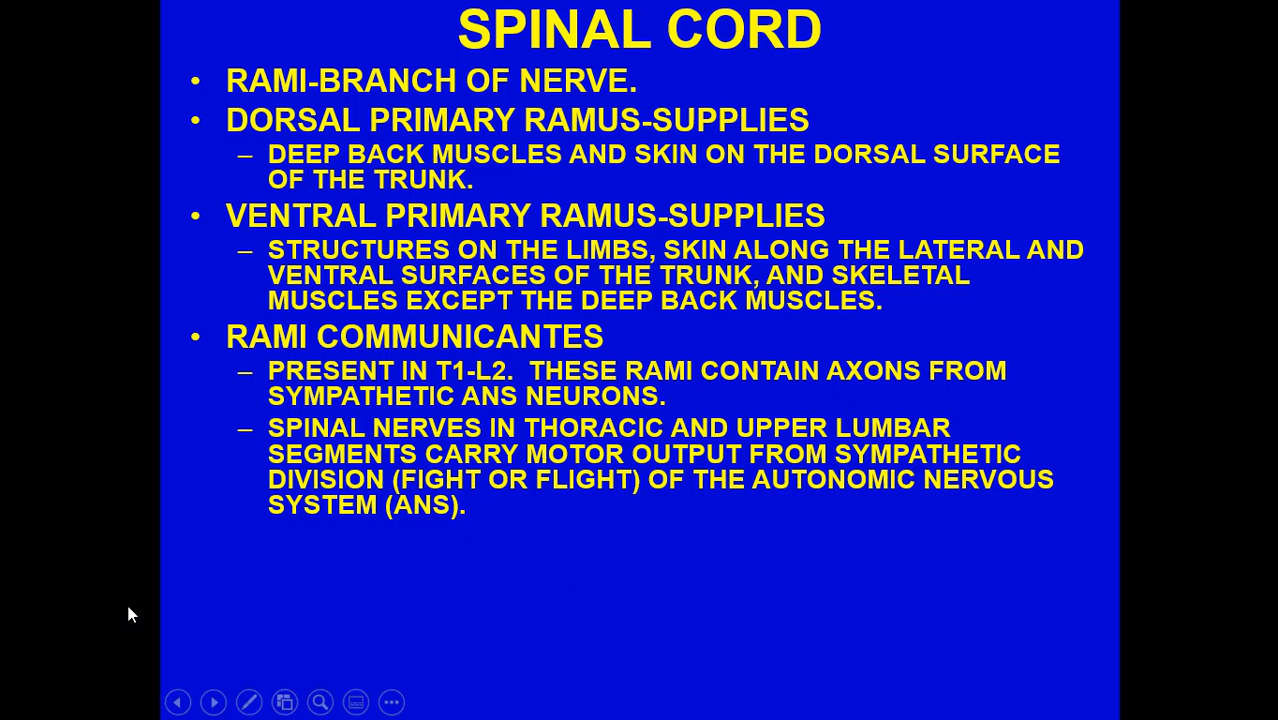 SPINAL CORD
• RAMI-BRANCH OF NERVE.
• DORSAL PRIMARY RAMUS-SUPPLIES
– DEEP BACK MUSCLES AND SKIN ON THE DORSAL SURFACE
OF THE TRUNK.
• VENTRAL PRIMARY RAMUS-SUPPLIES
– STRUCTURES ON THE LIMBS, SKIN ALONG THE LATERAL AND
VENTRAL SURFACES OF THE TRUNK, AND SKELETAL
MUSCLES EXCEPT THE DEEP BACK MUSCLES.
• RAMI COMMUNICANTES
– PRESENT IN T1-L2.  THESE RAMI CONTAIN AXONS FROM
SYMPATHETIC ANS NEURONS.
– SPINAL NERVES IN THORACIC AND UPPER LUMBAR
SEGMENTS CARRY MOTOR OUTPUT FROM SYMPATHETIC
DIVISION (FIGHT OR FLIGHT) OF THE AUTONOMIC NERVOUS
SYSTEM (ANS).